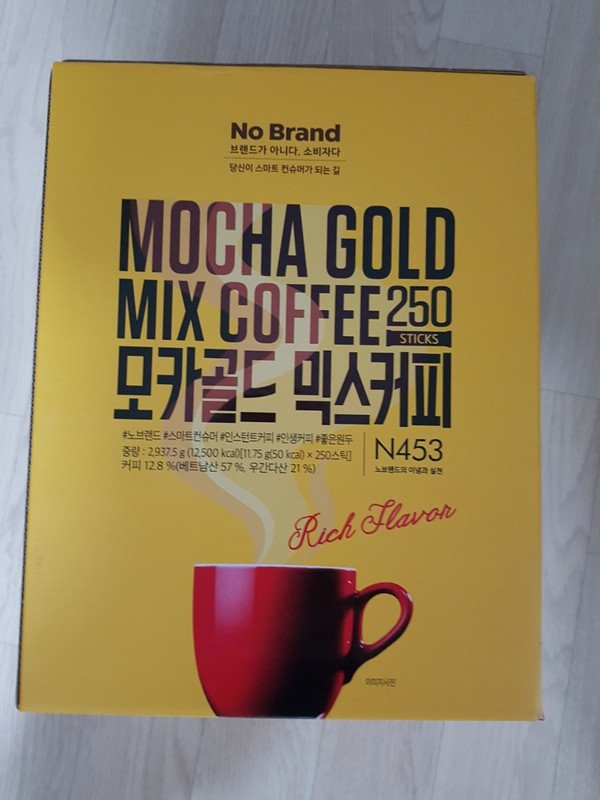 No Brand
브랜드가 아니다. 소비자다
당신이 스마트 컨슈머가 되는 길
MOCHA GOLD
MIX COFFEE 250
STICKS
모카골드 믹스커피
#노브랜드 #스마트컨슈머 #인스턴트커피 #인생커피 #좋은원두
중량 : 2,937.5 g (12,500 kcal)[11.75 g(50 kcal) × 250스틱]
커피 12.8 %(베트남산 57 %, 우간다산 21 %)
N453
노브랜드의 이념과 실천
Rich Flavor
이미지사진